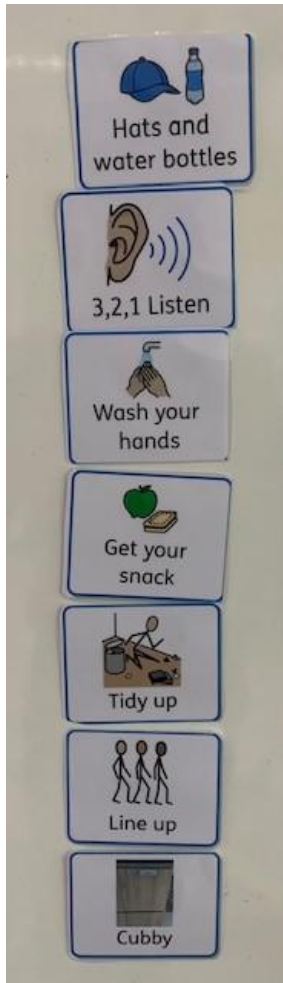 Hats and
water bottles
3,2,1 Listen
Wash your
hands
Get your
snack
Tidy up
Line up
Cubby